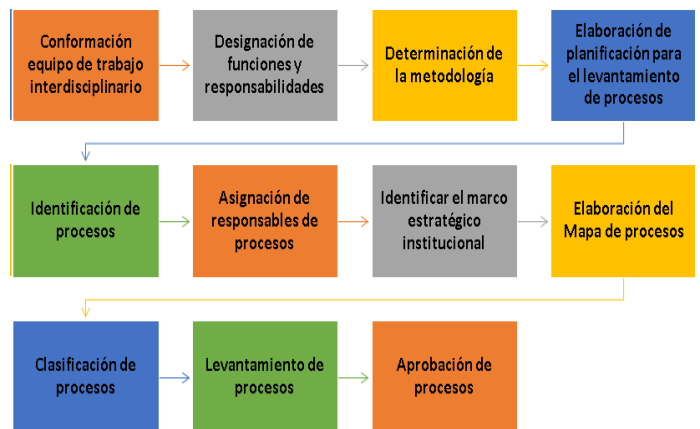 Conformación
equipo de trabajo
interdisciplinario
Designación de
funciones y
responsabilidades
Determinación de
la metodología
Elaboración de
planificación para
el levantamiento
de procesos
Identificación de
procesos
Asignación de
responsables de
procesos
Identificar el marco
estratégico
institucional
Elaboración del
Mapa de procesos
Clasificación de
procesos
Levantamiento de
procesos
Aprobación de
procesos